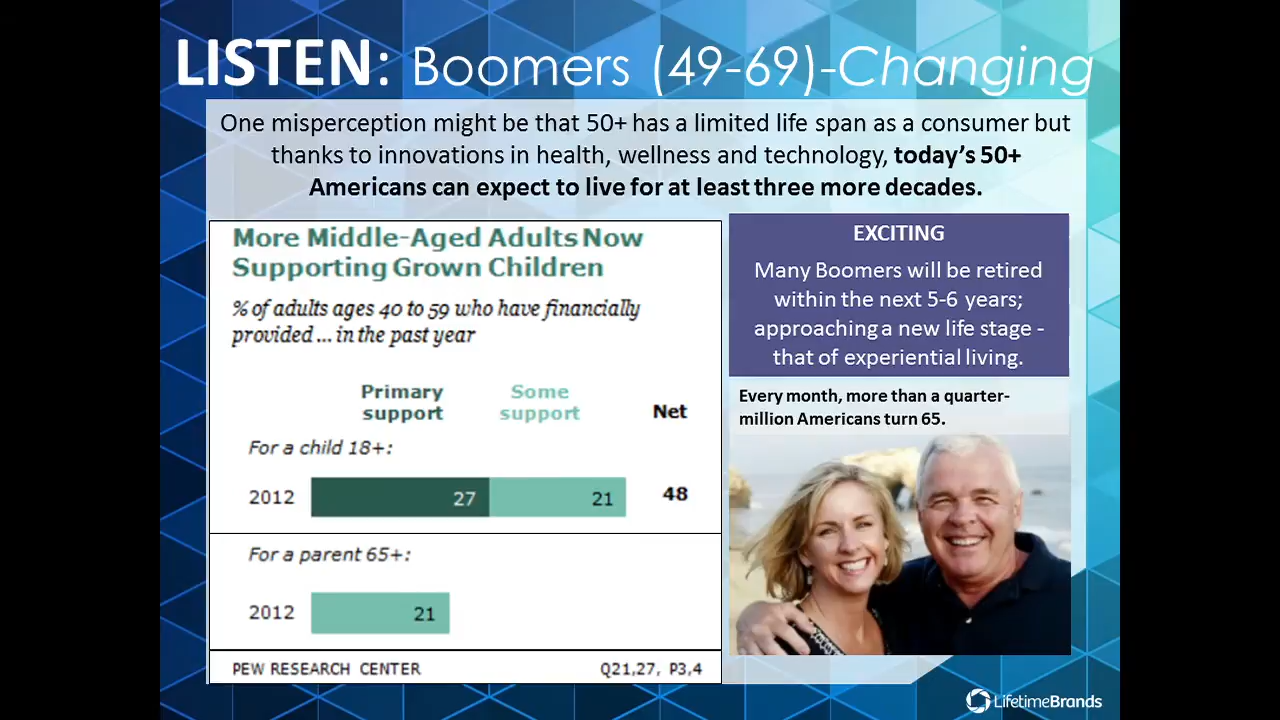 LISTEN: Boomers (49-69)-Changing
One misperception might be that 50+ has a limited life span as a consumer but
thanks to innovations in health, wellness and technology, today's 50+
Americans can expect to live for at least three more decades.
More Middle-Aged Adults Now
Supporting Grown Children
% of adults ages 40 to 59 who have financially
provided ... in the past year
Primary support
Some support
Net
For a child 18+:
2012 27 21 48
For a parent 65+:
2012 21
PEW RESEARCH CENTER Q21,27, P3,4
EXCITING
Many Boomers will be retired
within the next 5-6 years;
approaching a new life stage -
that of experiential living.
Every month, more than a quarter-
million Americans turn 65.
LifetimeBrands